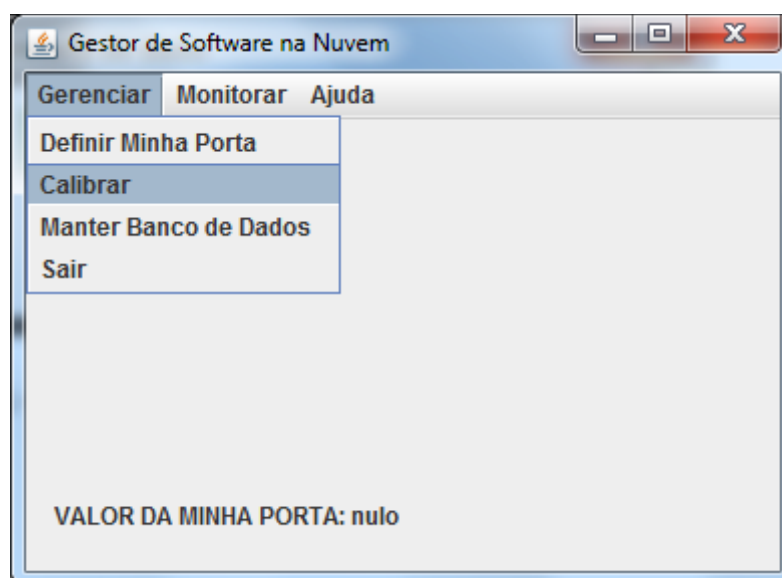 Gestor de Software na Nuvem
Gerenciar Monitorar Ajuda
Definir Minha Porta
Calibrar
Manter Banco de Dados
Sair
VALOR DA MINHA PORTA: nulo